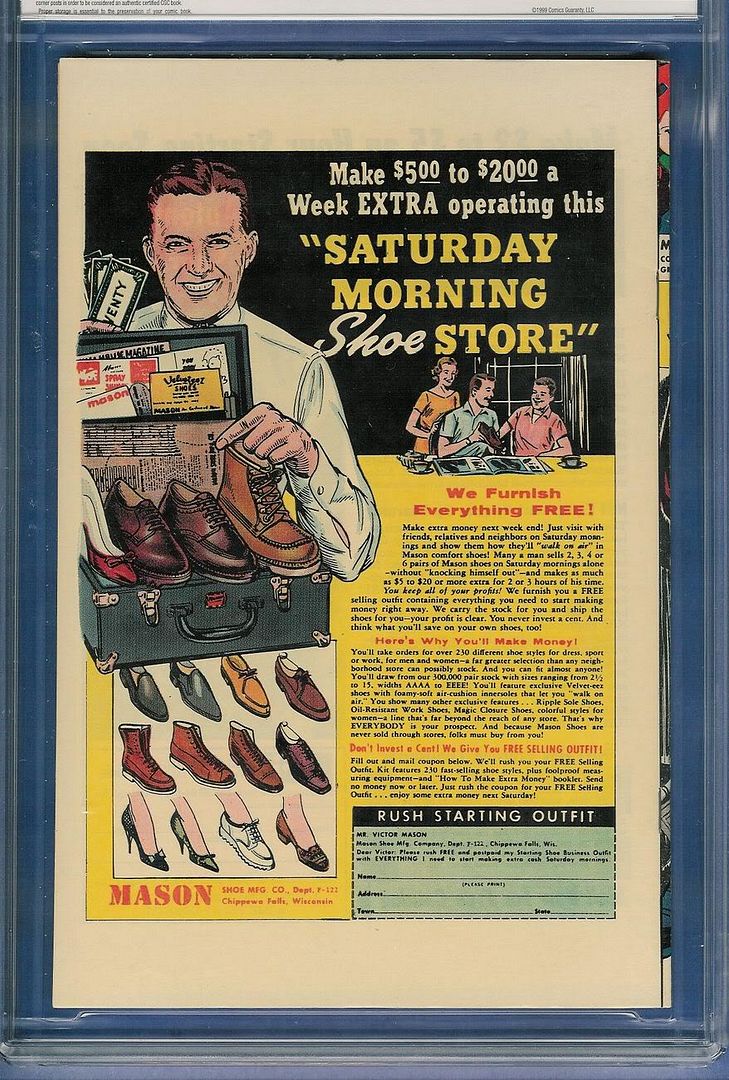 corner posts in order to be considered an authentic certified CGC book.
Proper storage is essential to the preservation of your comic book.
©1999 Comics Guaranty, LLC
Make $500 to $2000 a
Week EXTRA operating this
"SATURDAY
MORNING
Shoe STORE"
VENTY
MAGAZINE
SPRAY
SHOE
mason
Velveteez
SHOES
MASON
We Furnish
Everything FREE!
Make extra money next week end! Just visit with
friends, relatives and neighbors on Saturday morn-
ings and show them how they'll "walk on air" in
Mason comfort shoes! Many a man sells 2, 3, 4 or
6 pairs of Mason shoes on Saturday mornings alone
—without "knocking himself out"—and makes as much
as $5 to $20 or more extra for 2 or 3 hours of his time.
You keep all of your profits! We furnish you a FREE
selling outfit containing everything you need to start making
money right away. We carry the stock for you and ship the
shoes for you—your profit is clear. You never invest a cent. And
think what you'll save on your own shoes, too!
Here's Why You'll Make Money!
You'll take orders for over 230 different shoe styles for dress, sport
or work, for men and women—a far greater selection than any neigh-
borhood store can possibly stock. And you can fit almost anyone!
You'll draw from our 300,000 pair stock with sizes ranging from 2½
to 15, widths AAAA to EEEE! You'll feature exclusive Velvet-eez
shoes with foamy-soft air-cushion innersoles that let you "walk on
air." You show many other exclusive features . . . Ripple Sole Shoes,
Oil-Resistant Work Shoes, Magic Closure Shoes, colorful styles for
women—a line that's far beyond the reach of any store. That's why
EVERYBODY is your prospect. And because Mason Shoes are
never sold through stores, folks must buy from you!
Don't Invest a Cent! We Give You FREE SELLING OUTFIT!
Fill out and mail coupon below. We'll rush you your FREE Selling
Outfit. Kit features 230 fast-selling shoe styles, plus foolproof meas-
uring equipment—and "How To Make Extra Money" booklet. Send
no money now or later. Just rush the coupon for your FREE Selling
Outfit . . . enjoy some extra money next Saturday!
RUSH STARTING OUTFIT
MR. VICTOR MASON
Mason Shoe Mfg. Company, Dept. F-122, Chippewa Falls, Wis.
Dear Victor: Please rush FREE and postpaid my Starting Shoe Business Outfit
with EVERYTHING I need to start making extra cash Saturday mornings.
Name
(PLEASE PRINT)
Address
Town State
MASON SHOE MFG. CO., Dept. F-122
Chippewa Falls, Wisconsin